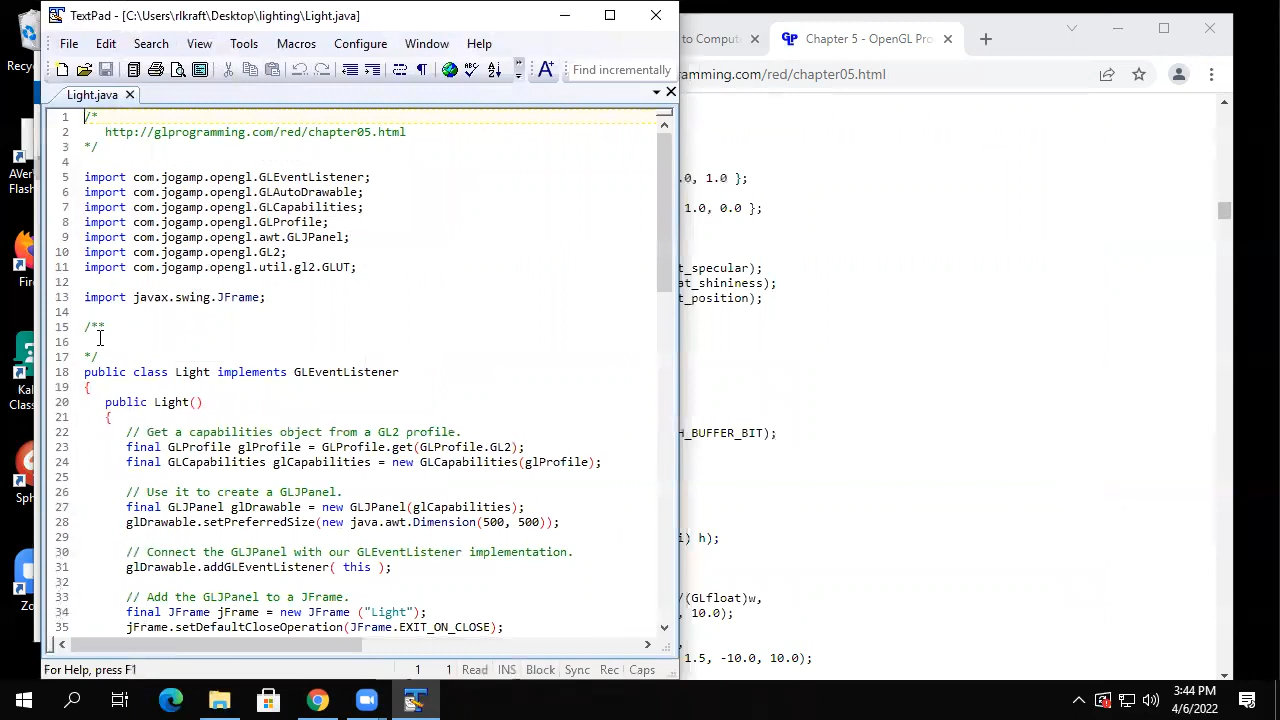 TextPad - [C:\Users\rlkraft\Desktop\lighting\Light.java]
File Edit Search View Tools Macros Configure Window Help
Find incrementally
Light.java
1 /*
2 http://glprogramming.com/red/chapter05.html
3 */
4
5 import com.jogamp.opengl.GLEventListener;
6 import com.jogamp.opengl.GLAutoDrawable;
7 import com.jogamp.opengl.GLCapabilities;
8 import com.jogamp.opengl.GLProfile;
9 import com.jogamp.opengl.awt.GLJPanel;
10 import com.jogamp.opengl.GL2;
11 import com.jogamp.opengl.util.gl2.GLUT;
12
13 import javax.swing.JFrame;
14
15 /**
16
17 */
18 public class Light implements GLEventListener
19 {
20 public Light()
21 {
22 // Get a capabilities object from a GL2 profile.
23 final GLProfile glProfile = GLProfile.get(GLProfile.GL2);
24 final GLCapabilities glCapabilities = new GLCapabilities(glProfile);
25
26 // Use it to create a GLJPanel.
27 final GLJPanel glDrawable = new GLJPanel(glCapabilities);
28 glDrawable.setPreferredSize(new java.awt.Dimension(500, 500));
29
30 // Connect the GLJPanel with our GLEventListener implementation.
31 glDrawable.addGLEventListener( this );
32
33 // Add the GLJPanel to a JFrame.
34 final JFrame jFrame = new JFrame ("Light");
35 jFrame.setDefaultCloseOperation(JFrame.EXIT_ON_CLOSE);
For Help, press F1
1 1 Read INS Block Sync Rec Caps
to Comput
Chapter 5 - OpenGL Pro
gramming.com/red/chapter05.html
.0, 1.0 };
1.0, 0.0 };
t_specular);
at_shininess);
t_position);
H_BUFFER_BIT);
i) h);
/(GLfloat)w,
, 10.0);
1.5, -10.0, 10.0);
Recy
AVer
Flash
Fire
Kal
Class
Sph
Zo
3:44 PM
4/6/2022